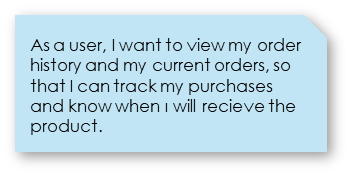 As a user, I want to view my order
history and my current orders, so
that I can track my purchases
and know when i will recieve the
product.